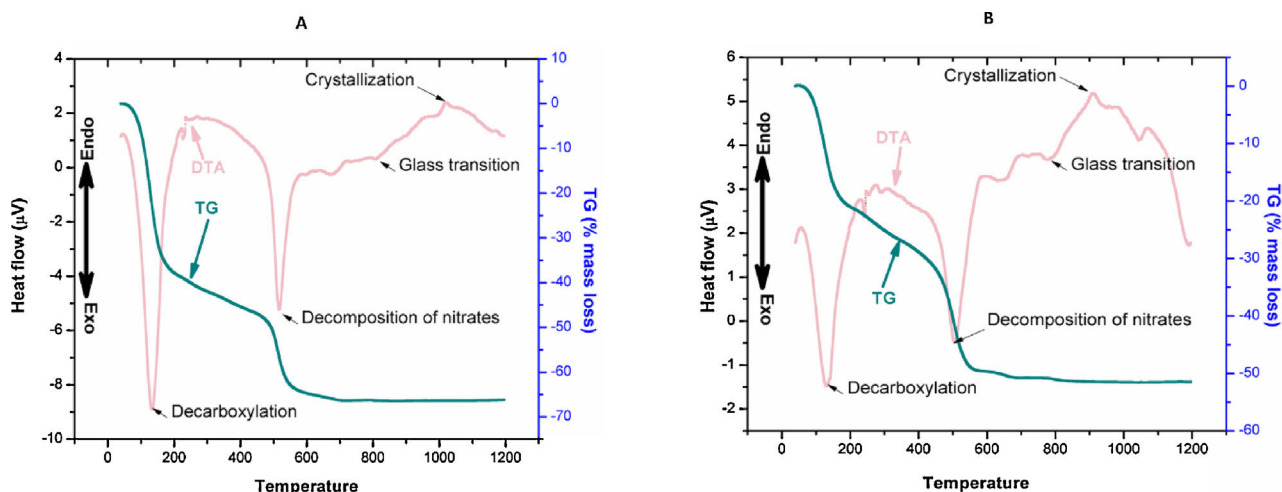 A
4
2
0
-2
-4
-6
-8
-10
Heat flow (μV)
Endo
Exo
Crystallization
Glass transition
DTA
TG
Decomposition of nitrates
Decarboxylation
10
0
-10
-20
-30
-40
-50
-60
-70
TG (% mass loss)
0 200 400 600 800 1000 1200
Temperature
B
6
5
4
3
2
1
0
-1
-2
Heat flow (μV)
Endo
Exo
Crystallization
DTA
Glass transition
TG
Decomposition of nitrates
Decarboxylation
0
-10
-20
-30
-40
-50
-60
TG (% mass loss)
0 200 400 600 800 1000 1200
Temperature